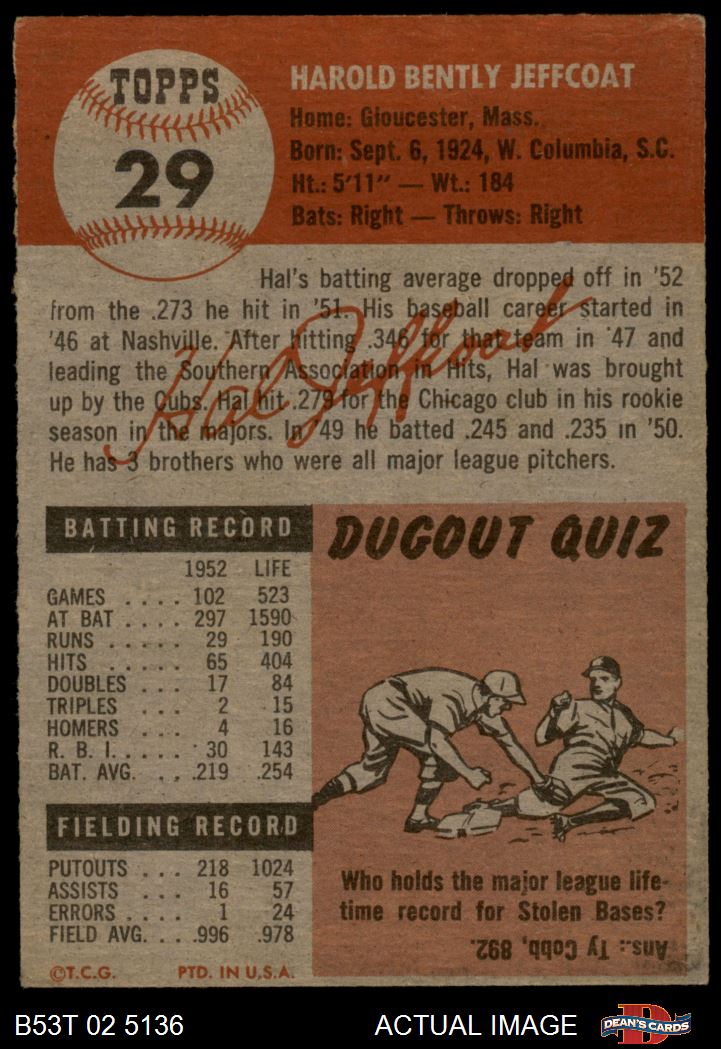 TOPPS
29
HAROLD BENTLY JEFFCOAT
Home: Gloucester, Mass.
Born: Sept. 6, 1924, W. Columbia, S.C.
Ht.: 5'11" — Wt.: 184
Bats: Right — Throws: Right
Hal's batting average dropped off in '52
from the .273 he hit in '51. His baseball career started in
'46 at Nashville. After hitting .346 for that team in '47 and
leading the Southern Association in Hits, Hal was brought
up by the Cubs. Hal hit .279 for the Chicago club in his rookie
season in the majors. In '49 he batted .245 and .235 in '50.
He has 3 brothers who were all major league pitchers.
Hal Jeffcoat
BATTING RECORD
1952 LIFE
GAMES .... 102 523
AT BAT .... 297 1590
RUNS ..... 29 190
HITS ..... 65 404
DOUBLES ... 17 84
TRIPLES ... 2 15
HOMERS ... 4 16
R. B. I. .... 30 143
BAT. AVG. .. .219 .254
FIELDING RECORD
PUTOUTS ... 218 1024
ASSISTS ... 16 57
ERRORS ... 1 24
FIELD AVG. .. .996 .978
©T.C.G. PTD. IN U.S.A.
DUGOUT QUIZ
Who holds the major league life-
time record for Stolen Bases?
Ans.: Ty Cobb, 892.
B53T 02 5136 ACTUAL IMAGE
DEAN'S CARDS